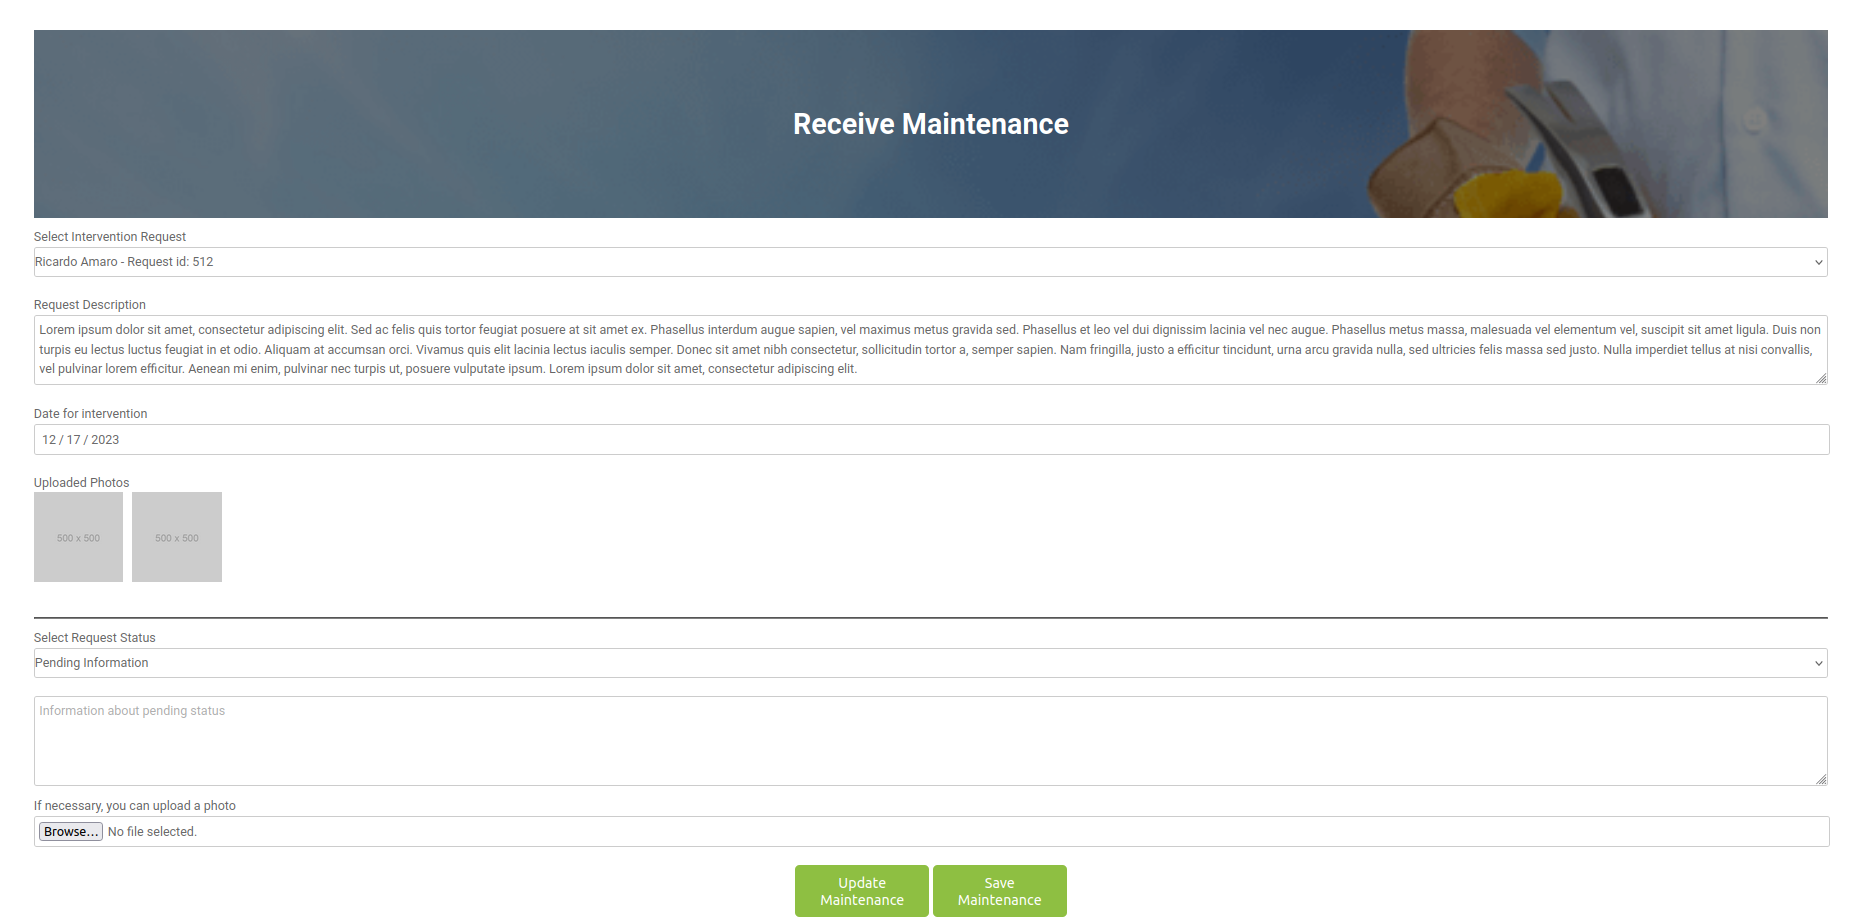 Receive Maintenance
Select Intervention Request
Ricardo Amaro - Request id: 512
Request Description
Lorem ipsum dolor sit amet, consectetur adipiscing elit. Sed ac felis quis tortor feugiat posuere at sit amet ex. Phasellus interdum augue sapien, vel maximus metus gravida sed. Phasellus et leo vel dui dignissim lacinia vel nec augue. Phasellus metus massa, malesuada vel elementum vel, suscipit sit amet ligula. Duis non
turpis eu lectus luctus feugiat in et odio. Aliquam at accumsan orci. Vivamus quis elit lacinia lectus iaculis semper. Donec sit amet nibh consectetur, sollicitudin tortor a, semper sapien. Nam fringilla, justo a efficitur tincidunt, urna arcu gravida nulla, sed ultricies felis massa sed justo. Nulla imperdiet tellus at nisi convallis,
vel pulvinar lorem efficitur. Aenean mi enim, pulvinar nec turpis ut, posuere vulputate ipsum. Lorem ipsum dolor sit amet, consectetur adipiscing elit.
Date for intervention
12 / 17 / 2023
Uploaded Photos
500 x 500 500 x 500
Select Request Status
Pending Information
Information about pending status
If necessary, you can upload a photo
Browse... No file selected.
Update Maintenance
Save Maintenance